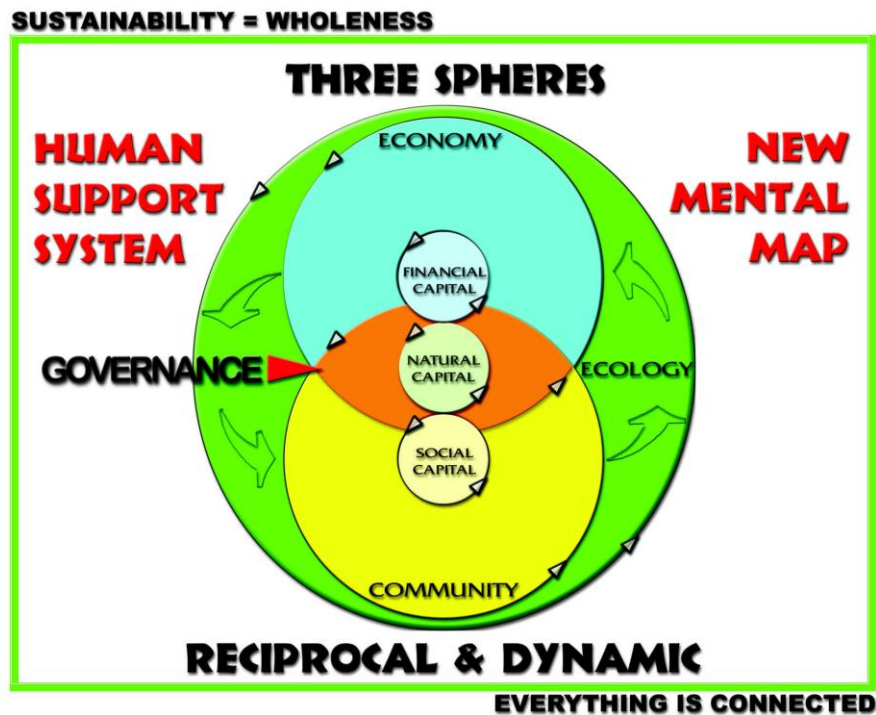 SUSTAINABILITY = WHOLENESS
THREE SPHERES
HUMAN
SUPPORT
SYSTEM
NEW
MENTAL
MAP
ECONOMY
FINANCIAL
CAPITAL
GOVERNANCE
NATURAL
CAPITAL
ECOLOGY
SOCIAL
CAPITAL
COMMUNITY
RECIPROCAL & DYNAMIC
EVERYTHING IS CONNECTED